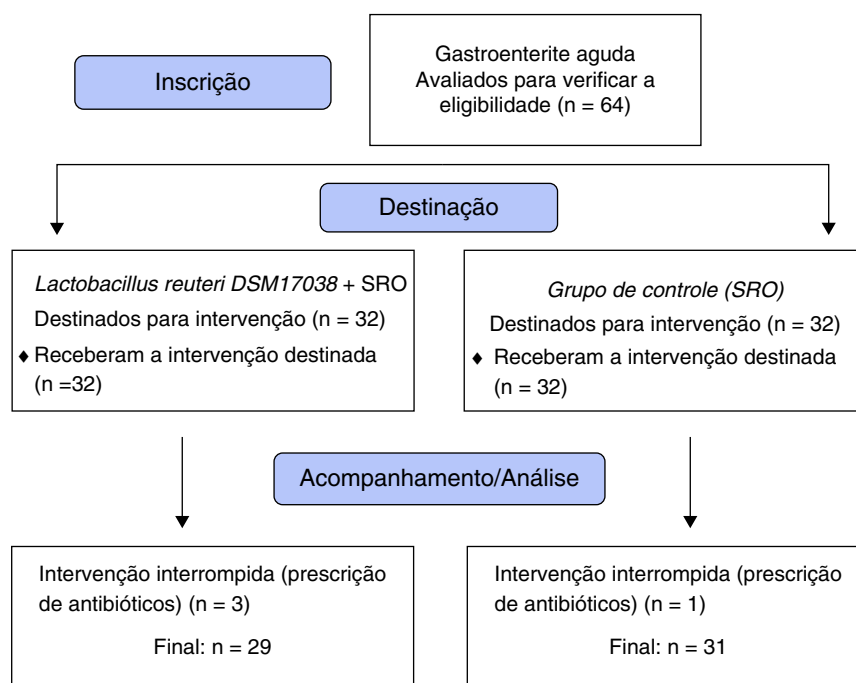 Inscrição
Gastroenterite aguda
Avaliados para verificar a
eligibilidade (n = 64)
Destinação
Lactobacillus reuteri DSM17038 + SRO
Destinados para intervenção (n = 32)
♦ Receberam a intervenção destinada
(n =32)
Grupo de controle (SRO)
Destinados para intervenção (n = 32)
♦ Receberam a intervenção destinada
(n = 32)
Acompanhamento/Análise
Intervenção interrompida (prescrição
de antibióticos) (n = 3)
Final: n = 29
Intervenção interrompida (prescrição
de antibióticos) (n = 1)
Final: n = 31